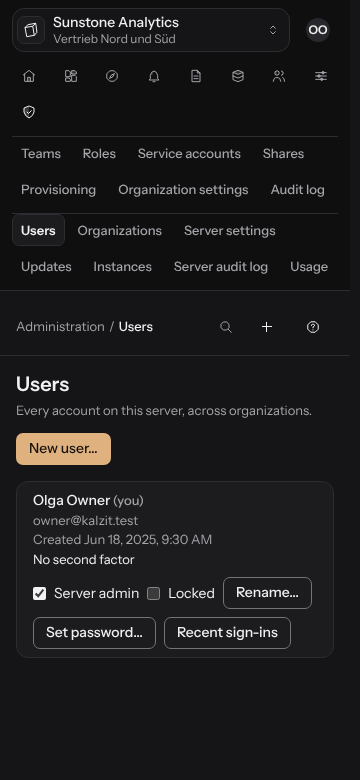 Sunstone Analytics
Vertrieb Nord und Süd
OO
Teams Roles Service accounts Shares
Provisioning Organization settings Audit log
Users Organizations Server settings
Updates Instances Server audit log Usage
Administration / Users
Users
Every account on this server, across organizations.
New user...
Olga Owner (you)
owner@kalzit.test
Created Jun 18, 2025, 9:30 AM
No second factor
Server admin Locked Rename...
Set password... Recent sign-ins